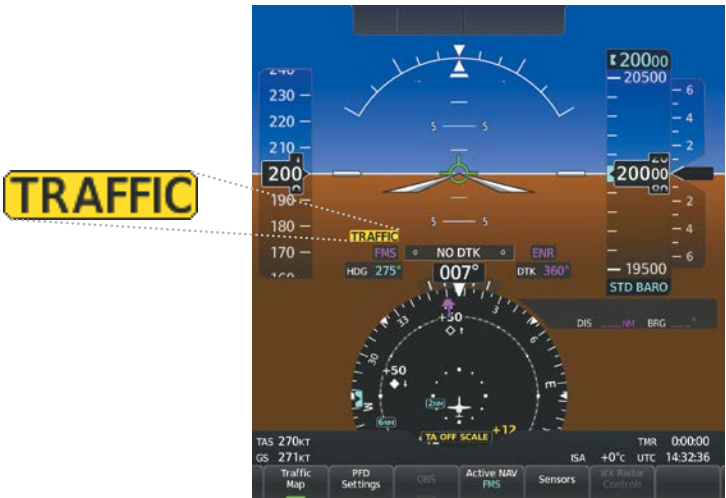 TRAFFIC
20000
20500
230
220
210
200
190
180
170
20000
19500
STD BARO
6
4
2
2
4
6
5 5
5 5
TRAFFIC
FMS NO DTK ENR
HDG 275° 007° DTK 360°
DIS NM BRG °
33 3
30
E
W
+50
+50
2NM
6NM
+12
TA OFF SCALE
TAS 270KT TMR 0:00:00
GS 271KT ISA +0°C UTC 14:32:36
Traffic Map
PFD Settings
OBS
Active NAV FMS
Sensors
WX Radar Controls